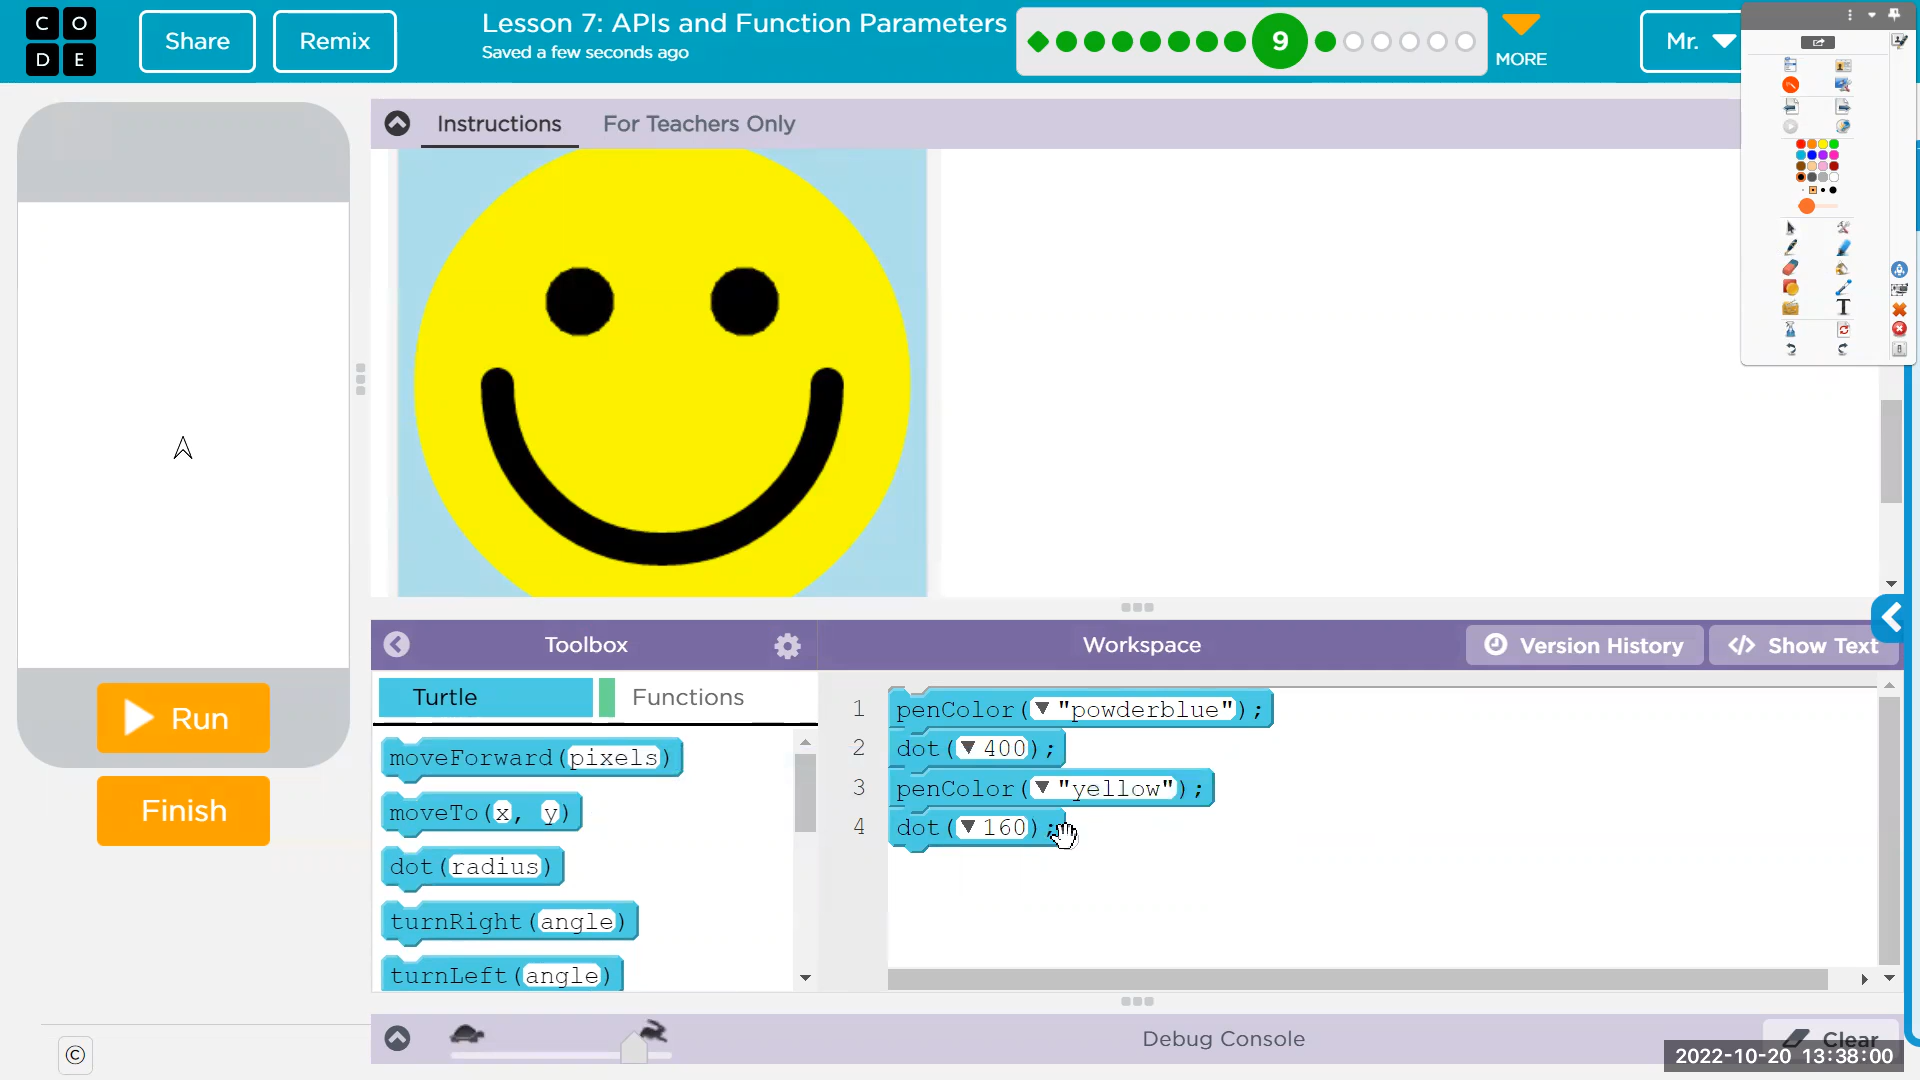 CO
DE
Share
Remix
Lesson 7: APIs and Function Parameters
Saved a few seconds ago
9
MORE
Mr.
Instructions
For Teachers Only
T
Run
Finish
Toolbox
Workspace
Version History
</> Show Text
Turtle
Functions
moveForward(pixels)
moveTo(x, y)
dot(radius)
turnRight(angle)
turnLeft(angle)
1 penColor(▼"powderblue");
2 dot(▼400);
3 penColor(▼"yellow");
4 dot(▼160);
Debug Console
Clear
©
2022-10-20 13:38:00